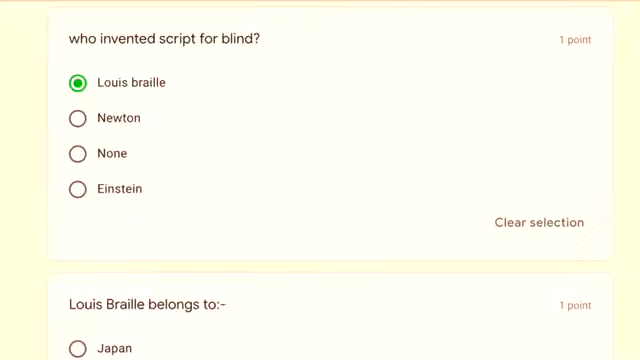 who invented script for blind?
1 point
Louis braille
Newton
None
Einstein
Clear selection
Louis Braille belongs to:-
1 point
Japan